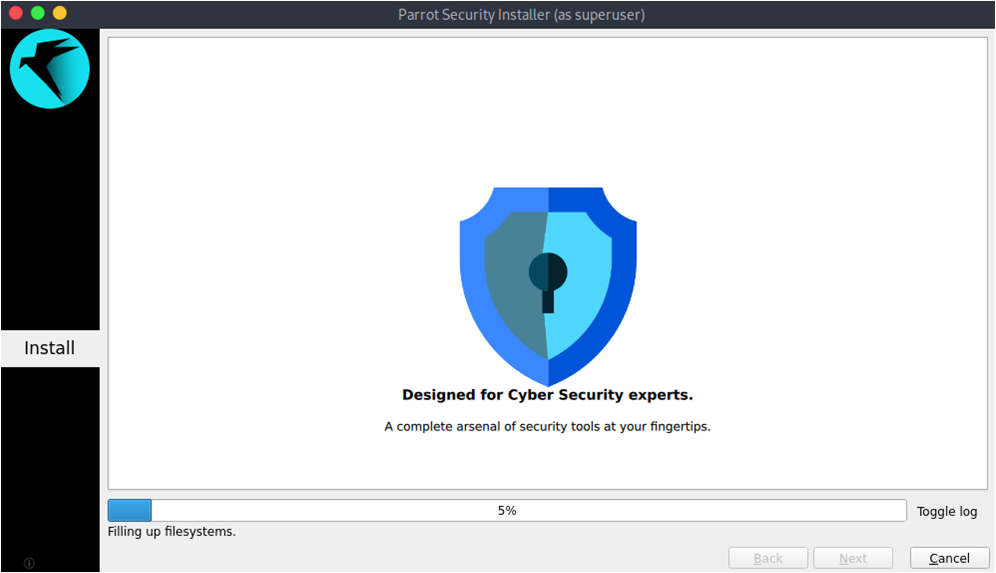 Parrot Security Installer (as superuser)
Install
Designed for Cyber Security experts.
A complete arsenal of security tools at your fingertips.
5%
Toggle log
Filling up filesystems.
Back
Next
Cancel